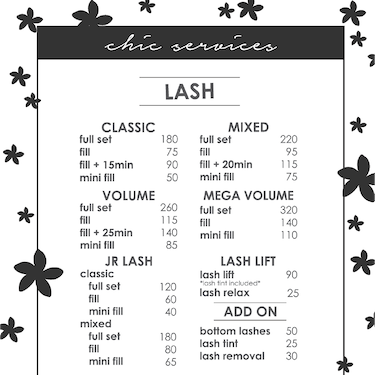 chic services
LASH
CLASSIC
full set 180
fill 75
fill + 15min 90
mini fill 50
MIXED
full set 220
fill 95
fill + 20min 115
mini fill 75
VOLUME
full set 260
fill 115
fill + 25min 140
mini fill 85
MEGA VOLUME
full set 320
fill 140
mini fill 110
JR LASH
classic
full set 120
fill 60
mini fill 40
mixed
full set 180
fill 80
mini fill 65
LASH LIFT
lash lift 90
*lash tint included*
lash relax 25
ADD ON
bottom lashes 50
lash tint 25
lash removal 30